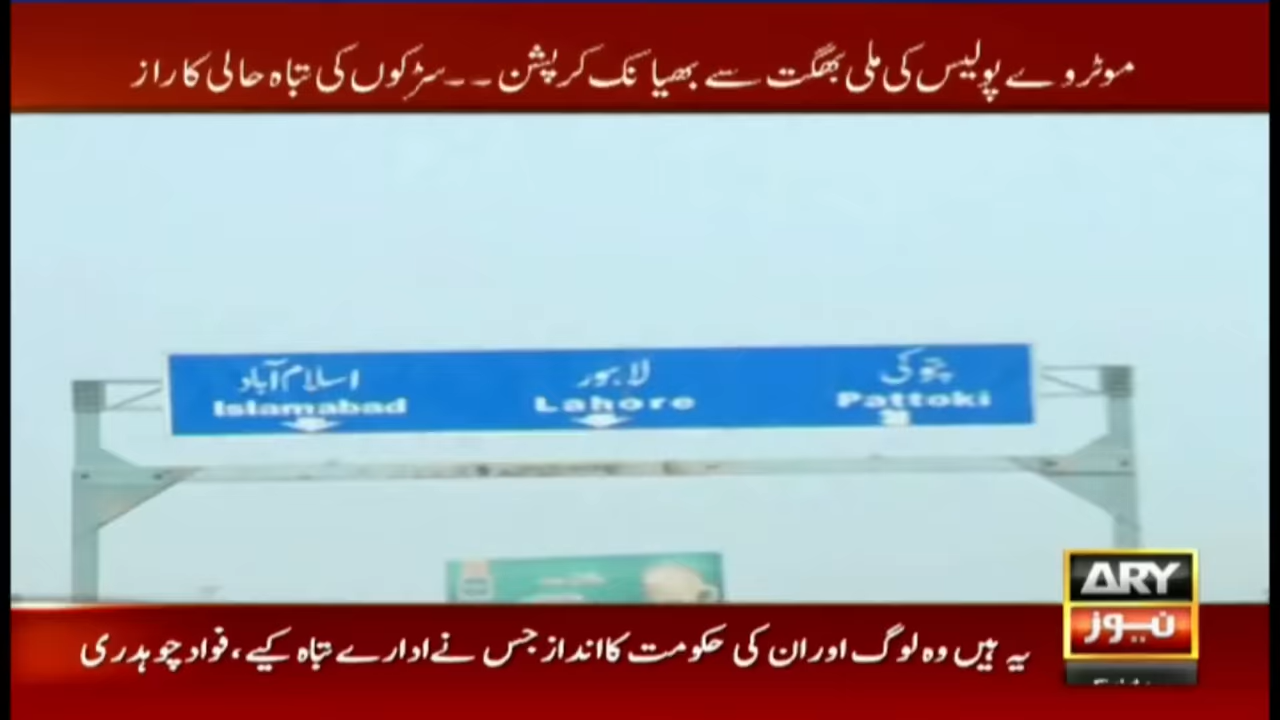 موٹروے پولیس کی ملی بھگت سے بھیانک کرپشن ۔۔ سڑکوں کی تباہ حالی کا راز
اسلام آباد لاہور پتوکی
Islamabad Lahore Pattoki
ARY
نیوز
یہ ہیں وہ لوگ اور ان کی حکومت کا انداز جس نے ادارے تباہ کیے، فواد چوہدری